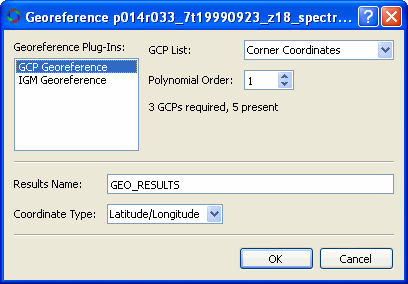 Georeference p014r033_7t19990923_z18_spectr...
Georeference Plug-Ins:
GCP Georeference
IGM Georeference
GCP List: Corner Coordinates
Polynomial Order: 1
3 GCPs required, 5 present
Results Name: GEO_RESULTS
Coordinate Type: Latitude/Longitude
OK Cancel